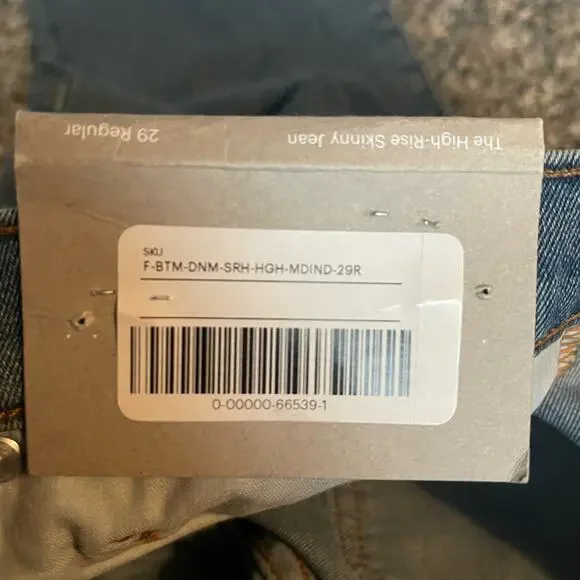 The High-Rise Skinny Jean
29 Regular
SKU
F-BTM-DNM-SRH-HGH-MDIND-29R
0-00000-66539-1